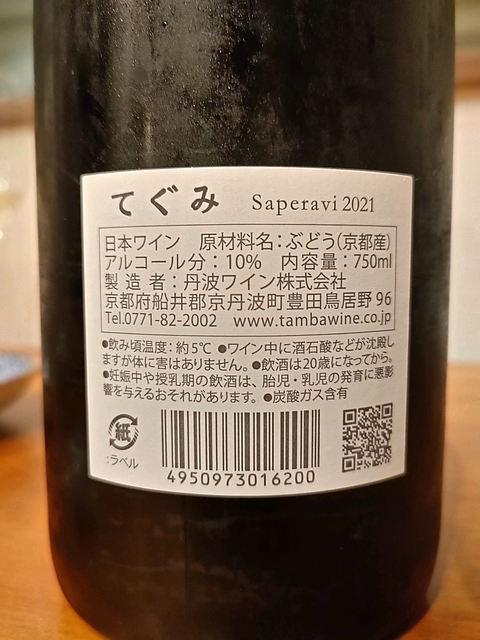 てぐみ Saperavi 2021
日本ワイン 原材料名：ぶどう（京都産）
アルコール分：10% 内容量：750ml
製造者：丹波ワイン株式会社
京都府船井郡京丹波町豊田鳥居野 96
Tel.0771-82-2002 www.tambawine.co.jp
●飲み頃温度：約5℃ ●ワイン中に酒石酸などが沈殿し
ますが体に害はありません。●飲酒は20歳になってから。
●妊娠中や授乳期の飲酒は、胎児・乳児の発育に悪影
響を与えるおそれがあります。●炭酸ガス含有
紙
：ラベル
4950973016200